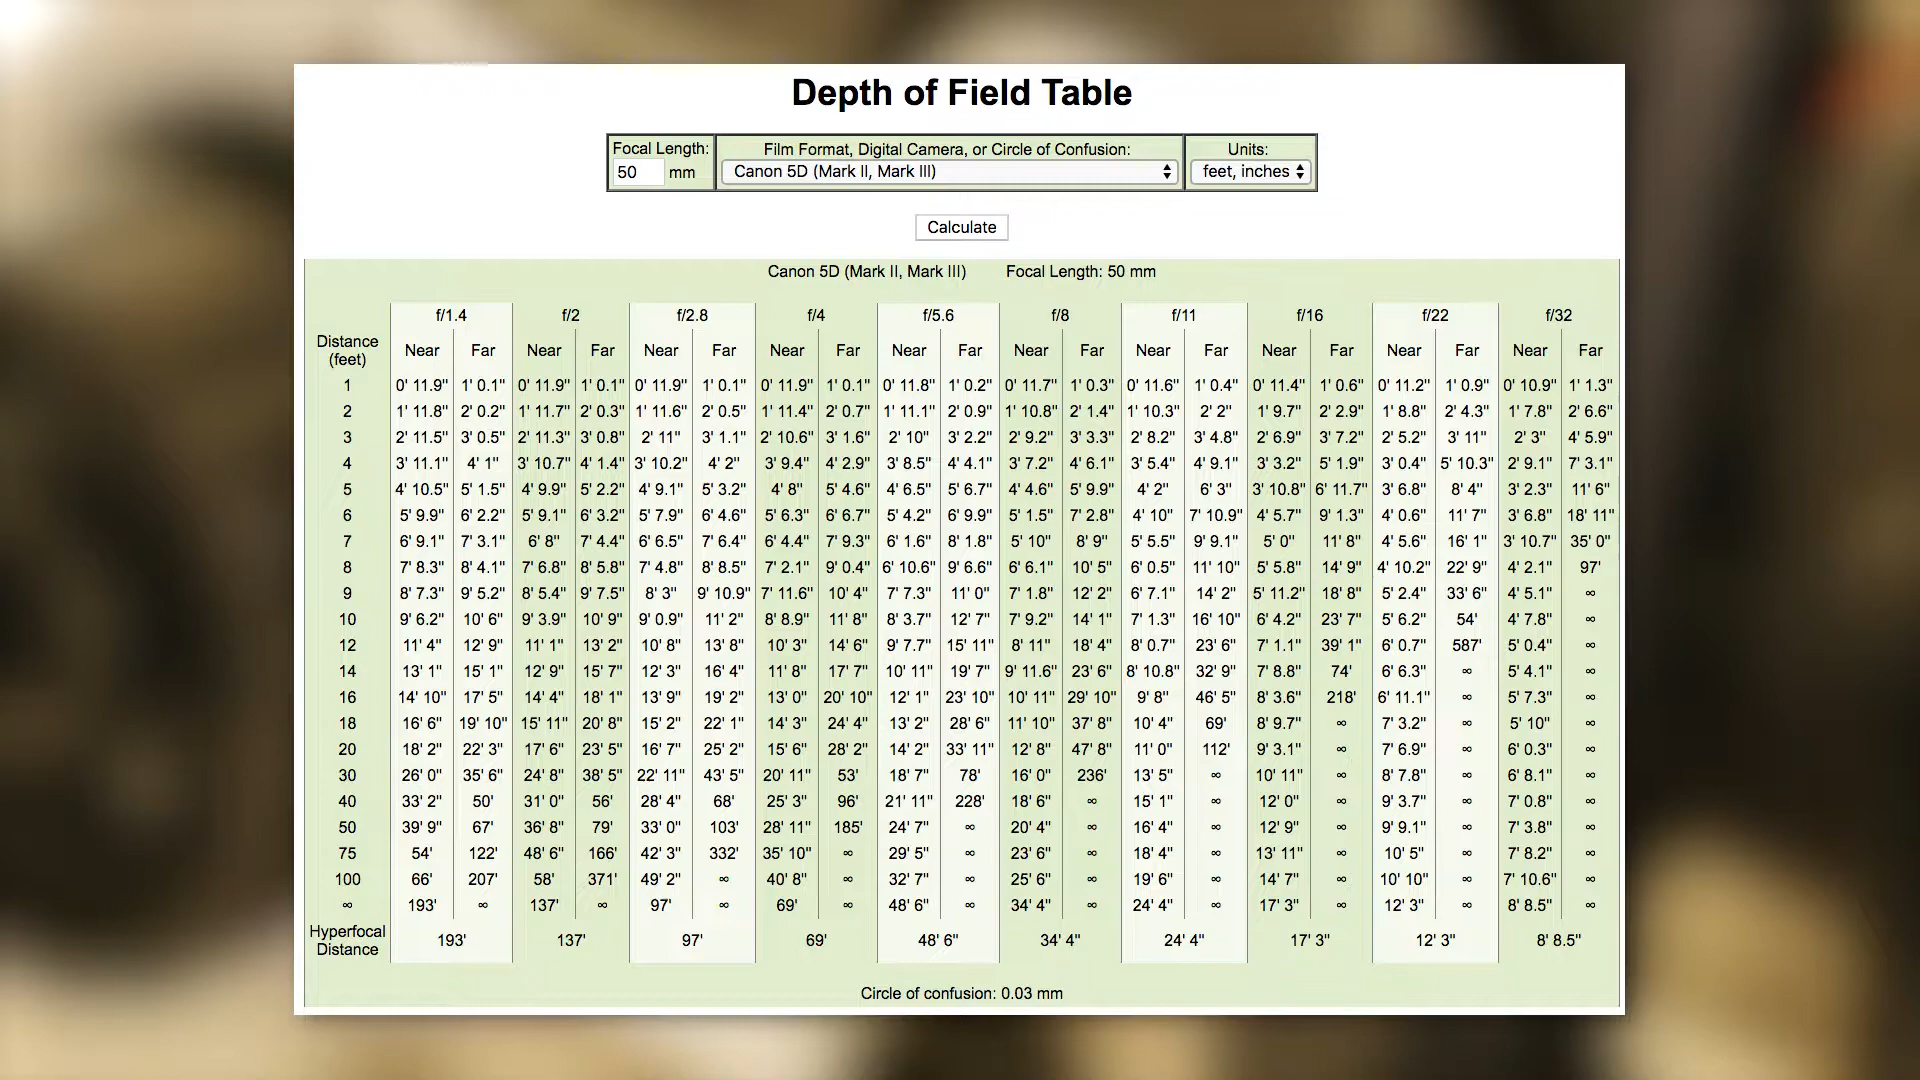 Depth of Field Table
Focal Length: Film Format, Digital Camera, or Circle of Confusion: Units:
50 mm Canon 5D (Mark II, Mark III) feet, inches
Calculate
Canon 5D (Mark II, Mark III) Focal Length: 50 mm
f/1.4 f/2 f/2.8 f/4 f/5.6 f/8 f/11 f/16 f/22 f/32
Distance (feet) Near Far Near Far Near Far Near Far Near Far Near Far Near Far Near Far Near Far Near Far
1 0' 11.9" 1' 0.1" 0' 11.9" 1' 0.1" 0' 11.9" 1' 0.1" 0' 11.9" 1' 0.1" 0' 11.8" 1' 0.2" 0' 11.7" 1' 0.3" 0' 11.6" 1' 0.4" 0' 11.4" 1' 0.6" 0' 11.2" 1' 0.9" 0' 10.9" 1' 1.3"
2 1' 11.8" 2' 0.2" 1' 11.7" 2' 0.3" 1' 11.6" 2' 0.5" 1' 11.4" 2' 0.7" 1' 11.1" 2' 0.9" 1' 10.8" 2' 1.4" 1' 10.3" 2' 2" 1' 9.7" 2' 2.9" 1' 8.8" 2' 4.3" 1' 7.8" 2' 6.6"
3 2' 11.5" 3' 0.5" 2' 11.3" 3' 0.8" 2' 11" 3' 1.1" 2' 10.6" 3' 1.6" 2' 10" 3' 2.2" 2' 9.2" 3' 3.3" 2' 8.2" 3' 4.8" 2' 6.9" 3' 7.2" 2' 5.2" 3' 11" 2' 3" 4' 5.9"
4 3' 11.1" 4' 1" 3' 10.7" 4' 1.4" 3' 10.2" 4' 2" 3' 9.4" 4' 2.9" 3' 8.5" 4' 4.1" 3' 7.2" 4' 6.1" 3' 5.4" 4' 9.1" 3' 3.2" 5' 1.9" 3' 0.4" 5' 10.3" 2' 9.1" 7' 3.1"
5 4' 10.5" 5' 1.5" 4' 9.9" 5' 2.2" 4' 9.1" 5' 3.2" 4' 8" 5' 4.6" 4' 6.5" 5' 6.7" 4' 4.6" 5' 9.9" 4' 2" 6' 3" 3' 10.8" 6' 11.7" 3' 6.8" 8' 4" 3' 2.3" 11' 6"
6 5' 9.9" 6' 2.2" 5' 9.1" 6' 3.2" 5' 7.9" 6' 4.6" 5' 6.3" 6' 6.7" 5' 4.2" 6' 9.9" 5' 1.5" 7' 2.8" 4' 10" 7' 10.9" 4' 5.7" 9' 1.3" 4' 0.6" 11' 7" 3' 6.8" 18' 11"
7 6' 9.1" 7' 3.1" 6' 8" 7' 4.4" 6' 6.5" 7' 6.4" 6' 4.4" 7' 9.3" 6' 1.6" 8' 1.8" 5' 10" 8' 9" 5' 5.5" 9' 9.1" 5' 0" 11' 8" 4' 5.6" 16' 1" 3' 10.7" 35' 0"
8 7' 8.3" 8' 4.1" 7' 6.8" 8' 5.8" 7' 4.8" 8' 8.5" 7' 2.1" 9' 0.4" 6' 10.6" 9' 6.6" 6' 6.1" 10' 5" 6' 0.5" 11' 10" 5' 5.8" 14' 9" 4' 10.2" 22' 9" 4' 2.1" 97'
9 8' 7.3" 9' 5.2" 8' 5.4" 9' 7.5" 8' 3" 9' 10.9" 7' 11.6" 10' 4" 7' 7.3" 11' 0" 7' 1.8" 12' 2" 6' 7.1" 14' 2" 5' 11.2" 18' 8" 5' 2.4" 33' 6" 4' 5.1" ∞
10 9' 6.2" 10' 6" 9' 3.9" 10' 9" 9' 0.9" 11' 2" 8' 8.9" 11' 8" 8' 3.7" 12' 7" 7' 9.2" 14' 1" 7' 1.3" 16' 10" 6' 4.2" 23' 7" 5' 6.2" 54' 4' 7.8" ∞
12 11' 4" 12' 9" 11' 1" 13' 2" 10' 8" 13' 8" 10' 3" 14' 6" 9' 7.7" 15' 11" 8' 11" 18' 4" 8' 0.7" 23' 6" 7' 1.1" 39' 1" 6' 0.7" 587' 5' 0.4" ∞
14 13' 1" 15' 1" 12' 9" 15' 7" 12' 3" 16' 4" 11' 8" 17' 7" 10' 11" 19' 7" 9' 11.6" 23' 6" 8' 10.8" 32' 9" 7' 8.8" 74' 6' 6.3" ∞ 5' 4.1" ∞
16 14' 10" 17' 5" 14' 4" 18' 1" 13' 9" 19' 2" 13' 0" 20' 10" 12' 1" 23' 10" 10' 11" 29' 10" 9' 8" 46' 5" 8' 3.6" 218' 6' 11.1" ∞ 5' 7.3" ∞
18 16' 6" 19' 10" 15' 11" 20' 8" 15' 2" 22' 1" 14' 3" 24' 4" 13' 2" 28' 6" 11' 10" 37' 8" 10' 4" 69' 8' 9.7" ∞ 7' 3.2" ∞ 5' 10" ∞
20 18' 2" 22' 3" 17' 6" 23' 5" 16' 7" 25' 2" 15' 6" 28' 2" 14' 2" 33' 11" 12' 8" 47' 8" 11' 0" 112' 9' 3.1" ∞ 7' 6.9" ∞ 6' 0.3" ∞
30 26' 0" 35' 6" 24' 8" 38' 5" 22' 11" 43' 5" 20' 11" 53' 18' 7" 78' 16' 0" 236' 13' 5" ∞ 10' 11" ∞ 8' 7.8" ∞ 6' 8.1" ∞
40 33' 2" 50' 31' 0" 56' 28' 4" 68' 25' 3" 96' 21' 11" 228' 18' 6" ∞ 15' 1" ∞ 12' 0" ∞ 9' 3.7" ∞ 7' 0.8" ∞
50 39' 9" 67' 36' 8" 79' 33' 0" 103' 28' 11" 185' 24' 7" ∞ 20' 4" ∞ 16' 4" ∞ 12' 9" ∞ 9' 9.1" ∞ 7' 3.8" ∞
75 54' 122' 48' 6" 166' 42' 3" 332' 35' 10" ∞ 29' 5" ∞ 23' 6" ∞ 18' 4" ∞ 13' 11" ∞ 10' 5" ∞ 7' 8.2" ∞
100 66' 207' 58' 371' 49' 2" ∞ 40' 8" ∞ 32' 7" ∞ 25' 6" ∞ 19' 6" ∞ 14' 7" ∞ 10' 10" ∞ 7' 10.6" ∞
∞ 193' ∞ 137' ∞ 97' ∞ 69' ∞ 48' 6" ∞ 34' 4" ∞ 24' 4" ∞ 17' 3" ∞ 12' 3" ∞ 8' 8.5" ∞
Hyperfocal Distance 193' 137' 97' 69' 48' 6" 34' 4" 24' 4" 17' 3" 12' 3" 8' 8.5"
Circle of confusion: 0.03 mm